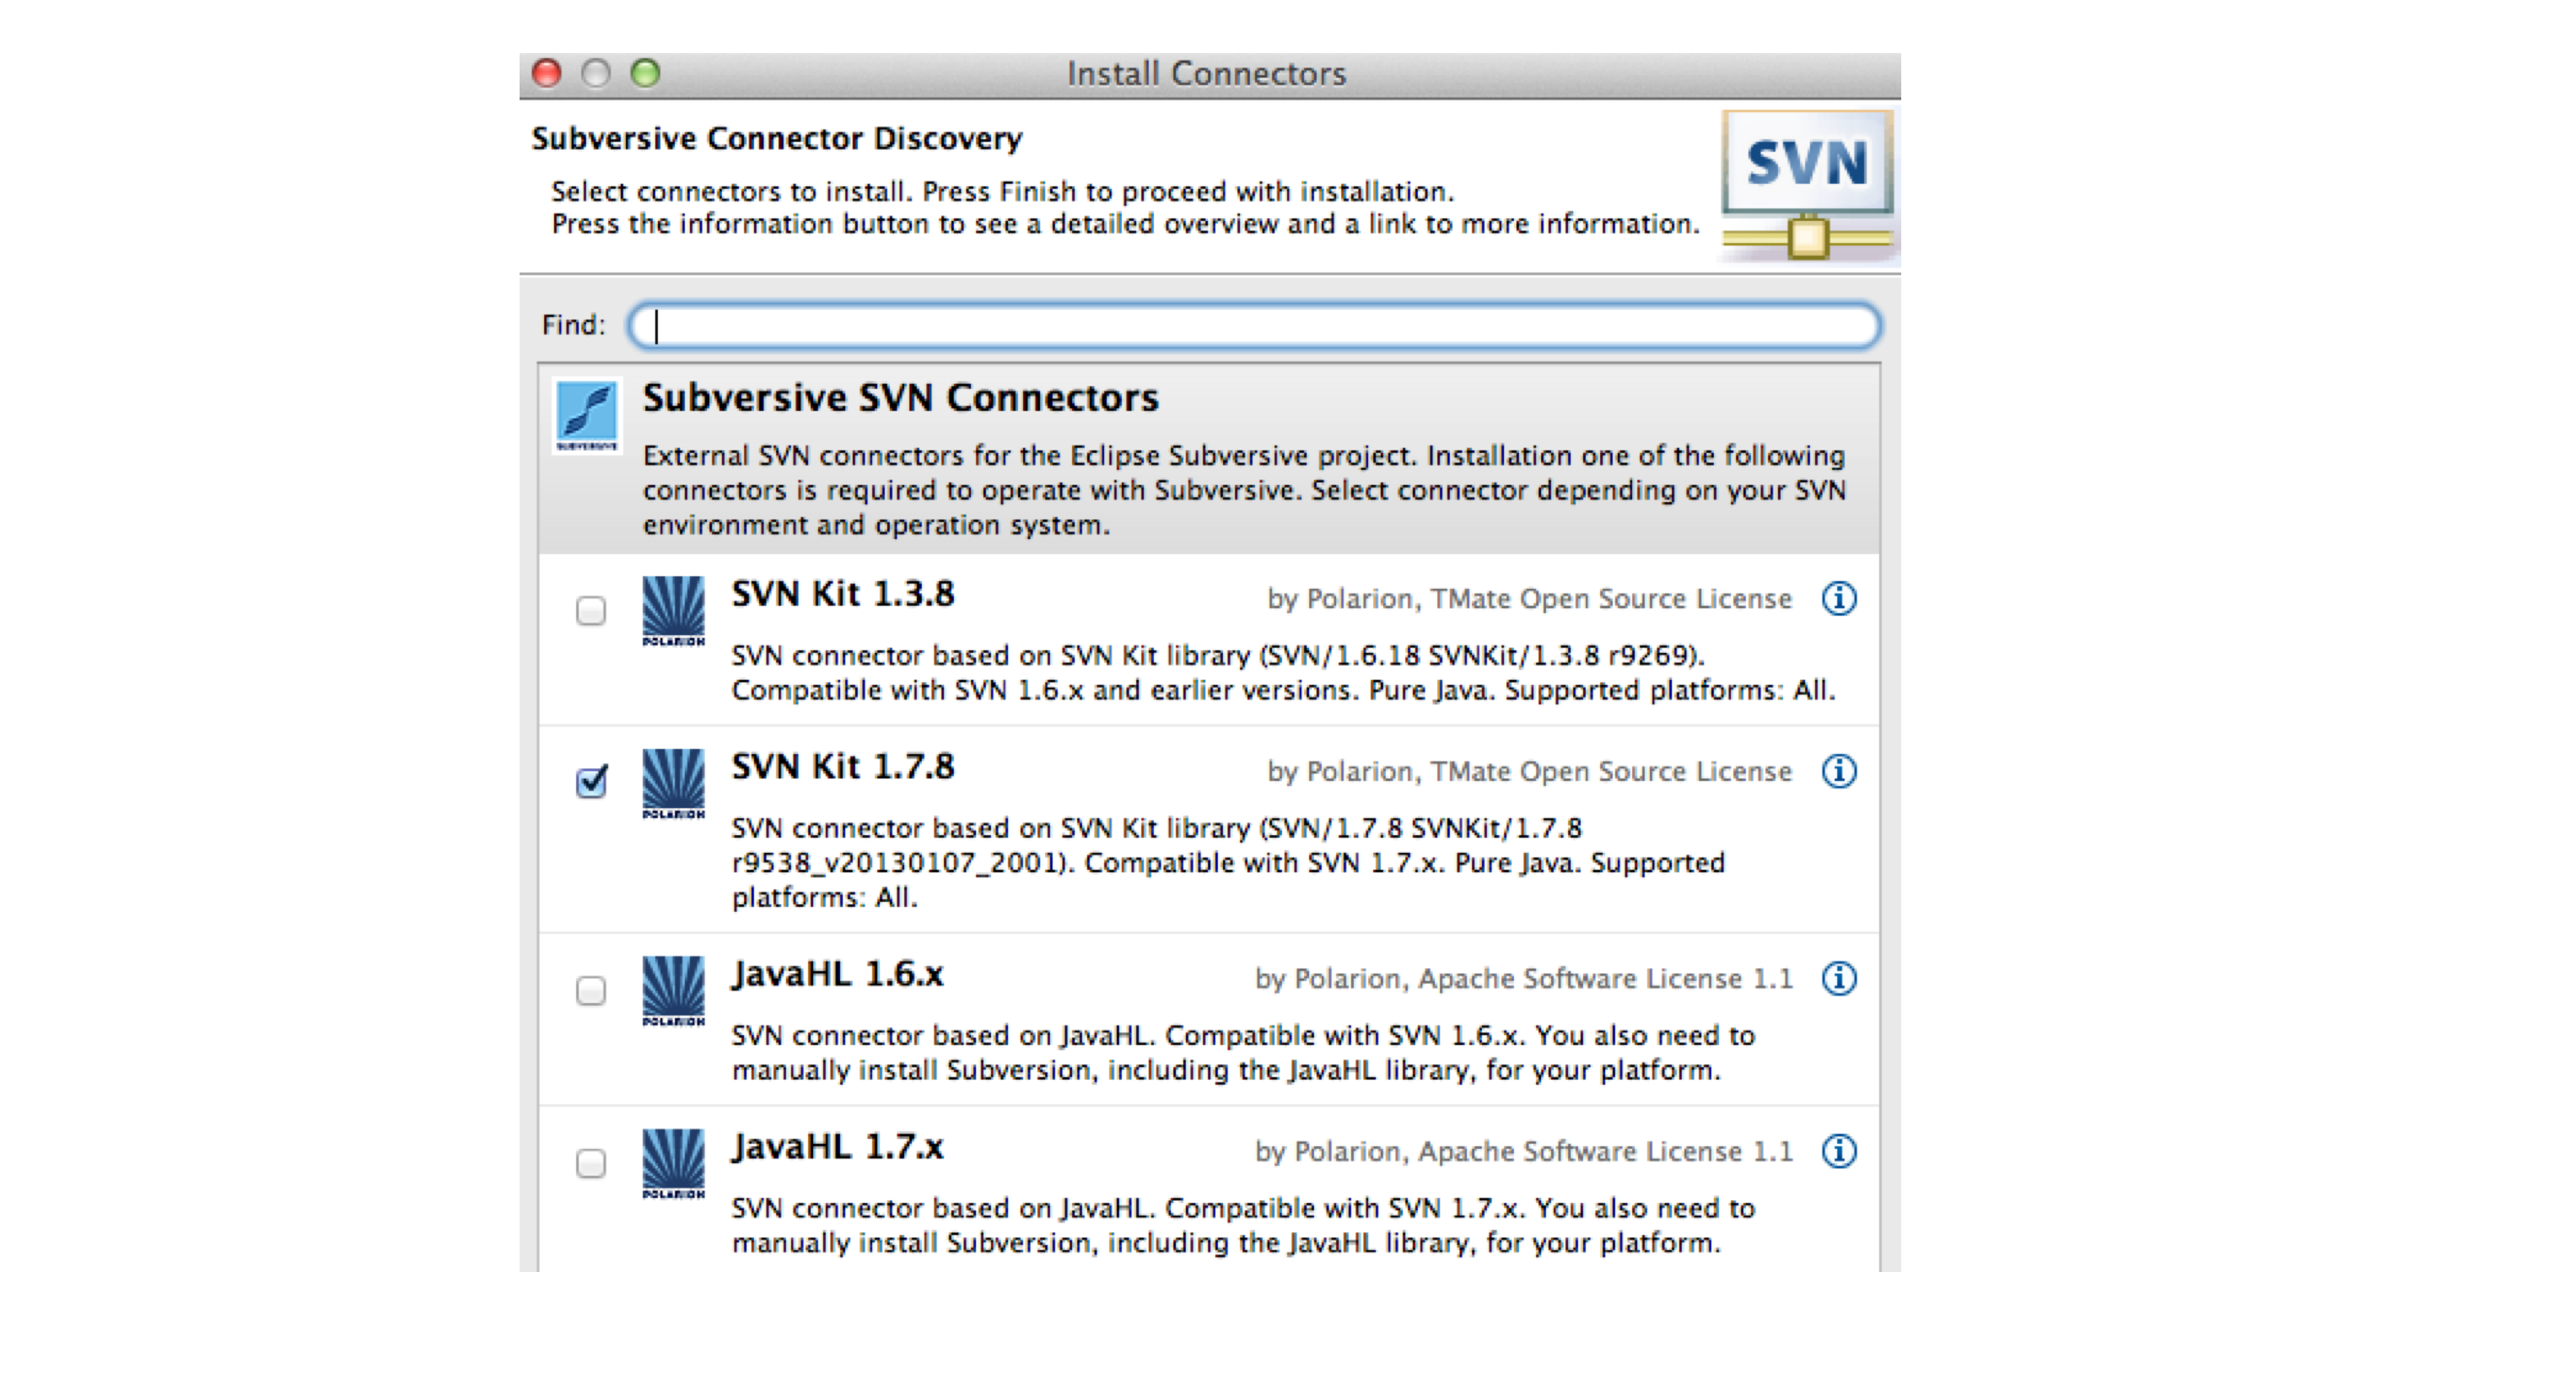 Install Connectors
Subversive Connector Discovery
SVN
Select connectors to install. Press Finish to proceed with installation.
Press the information button to see a detailed overview and a link to more information.
Find:
SUBVERSIVE
Subversive SVN Connectors
External SVN connectors for the Eclipse Subversive project. Installation one of the following
connectors is required to operate with Subversive. Select connector depending on your SVN
environment and operation system.
POLARION
SVN Kit 1.3.8
by Polarion, TMate Open Source License
SVN connector based on SVN Kit library (SVN/1.6.18 SVNKit/1.3.8 r9269).
Compatible with SVN 1.6.x and earlier versions. Pure Java. Supported platforms: All.
POLARION
SVN Kit 1.7.8
by Polarion, TMate Open Source License
SVN connector based on SVN Kit library (SVN/1.7.8 SVNKit/1.7.8
r9538_v20130107_2001). Compatible with SVN 1.7.x. Pure Java. Supported
platforms: All.
POLARION
JavaHL 1.6.x
by Polarion, Apache Software License 1.1
SVN connector based on JavaHL. Compatible with SVN 1.6.x. You also need to
manually install Subversion, including the JavaHL library, for your platform.
POLARION
JavaHL 1.7.x
by Polarion, Apache Software License 1.1
SVN connector based on JavaHL. Compatible with SVN 1.7.x. You also need to
manually install Subversion, including the JavaHL library, for your platform.